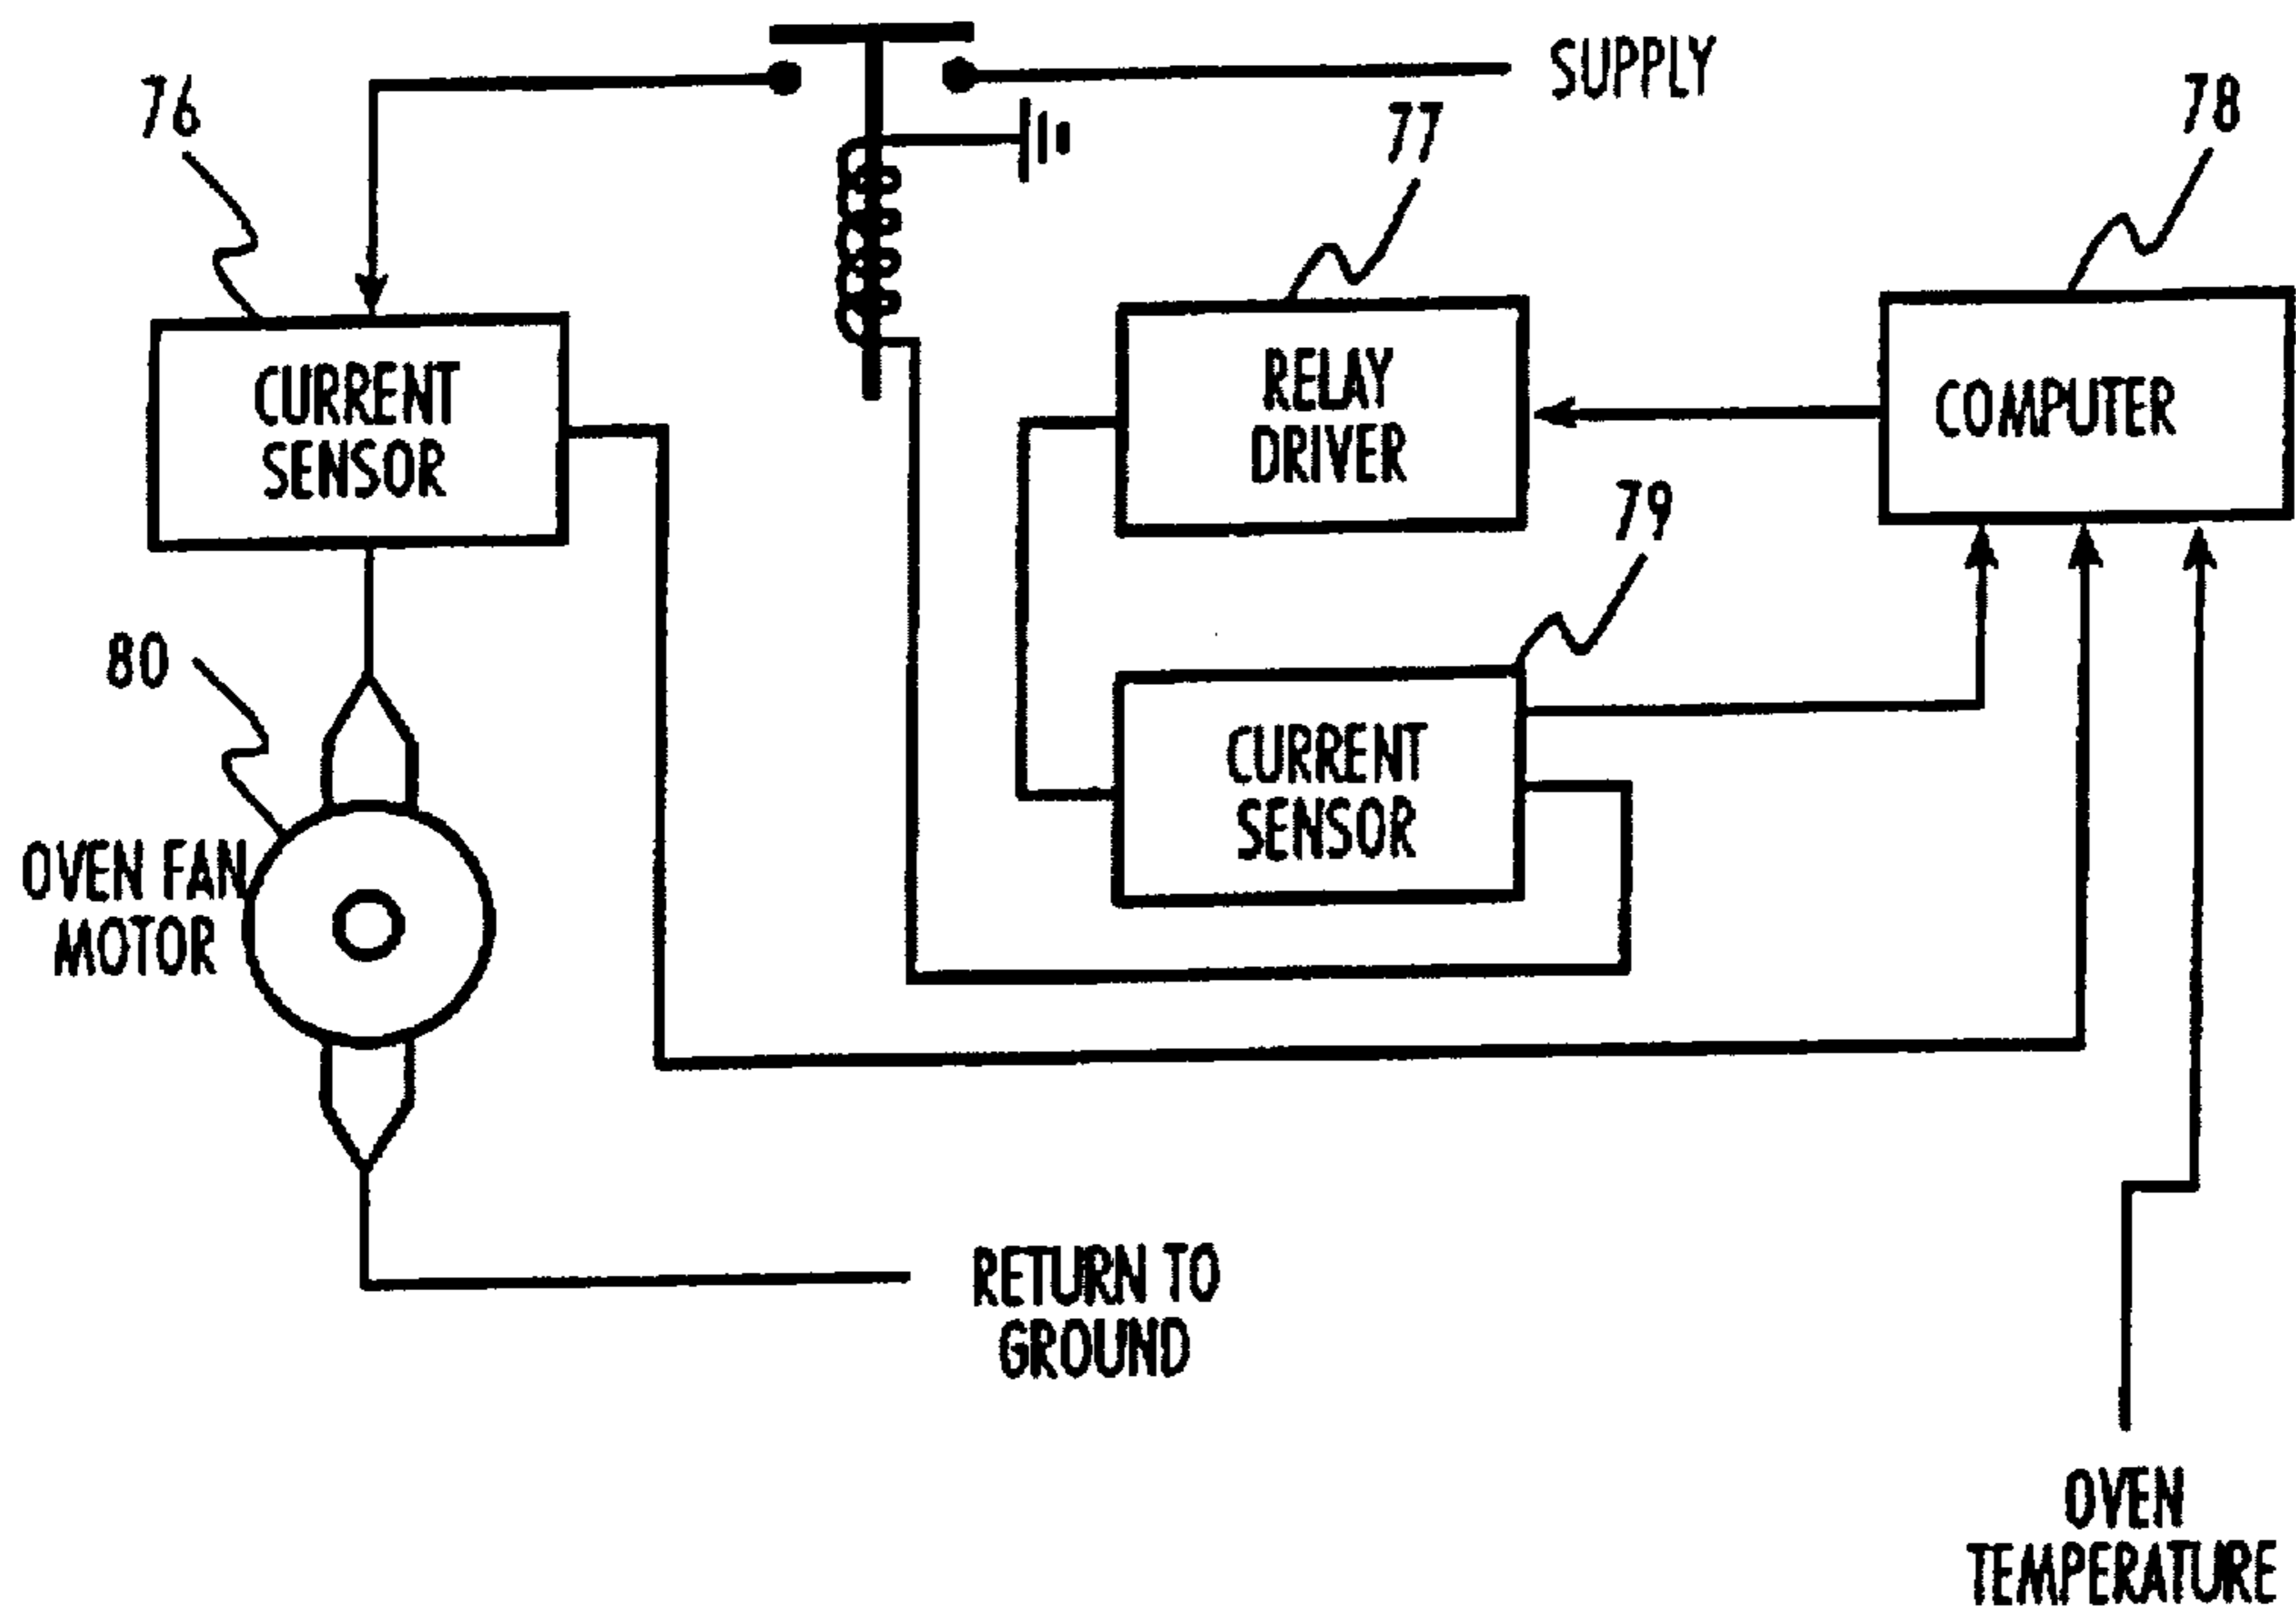 SUPPLY
76
77
78
CURRENT
SENSOR
RELAY
DRIVER
COMPUTER
79
80
CURRENT
SENSOR
OVEN FAN
MOTOR
RETURN TO
GROUND
OVEN
TEMPERATURE